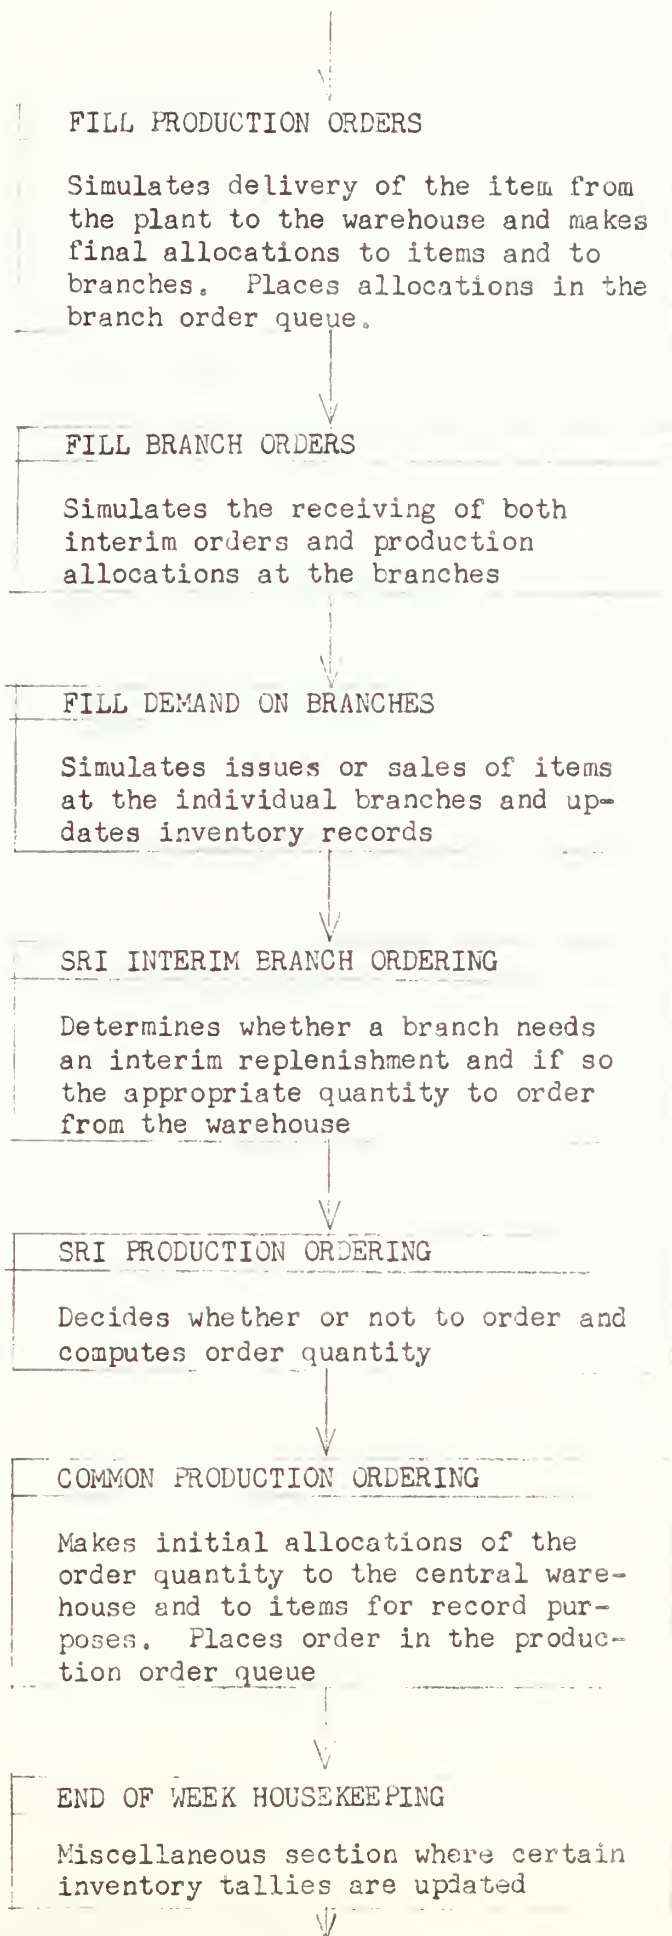 FILL PRODUCTION ORDERS
Simulates delivery of the item from
the plant to the warehouse and makes
final allocations to items and to
branches. Places allocations in the
branch order queue.
FILL BRANCH ORDERS
Simulates the receiving of both
interim orders and production
allocations at the branches
FILL DEMAND ON BRANCHES
Simulates issues or sales of items
at the individual branches and up-
dates inventory records
SRI INTERIM BRANCH ORDERING
Determines whether a branch needs
an interim replenishment and if so
the appropriate quantity to order
from the warehouse
SRI PRODUCTION ORDERING
Decides whether or not to order and
computes order quantity
COMMON PRODUCTION ORDERING
Makes initial allocations of the
order quantity to the central ware-
house and to items for record pur-
poses. Places order in the produc-
tion order queue
END OF WEEK HOUSEKEEPING
Miscellaneous section where certain
inventory tallies are updated